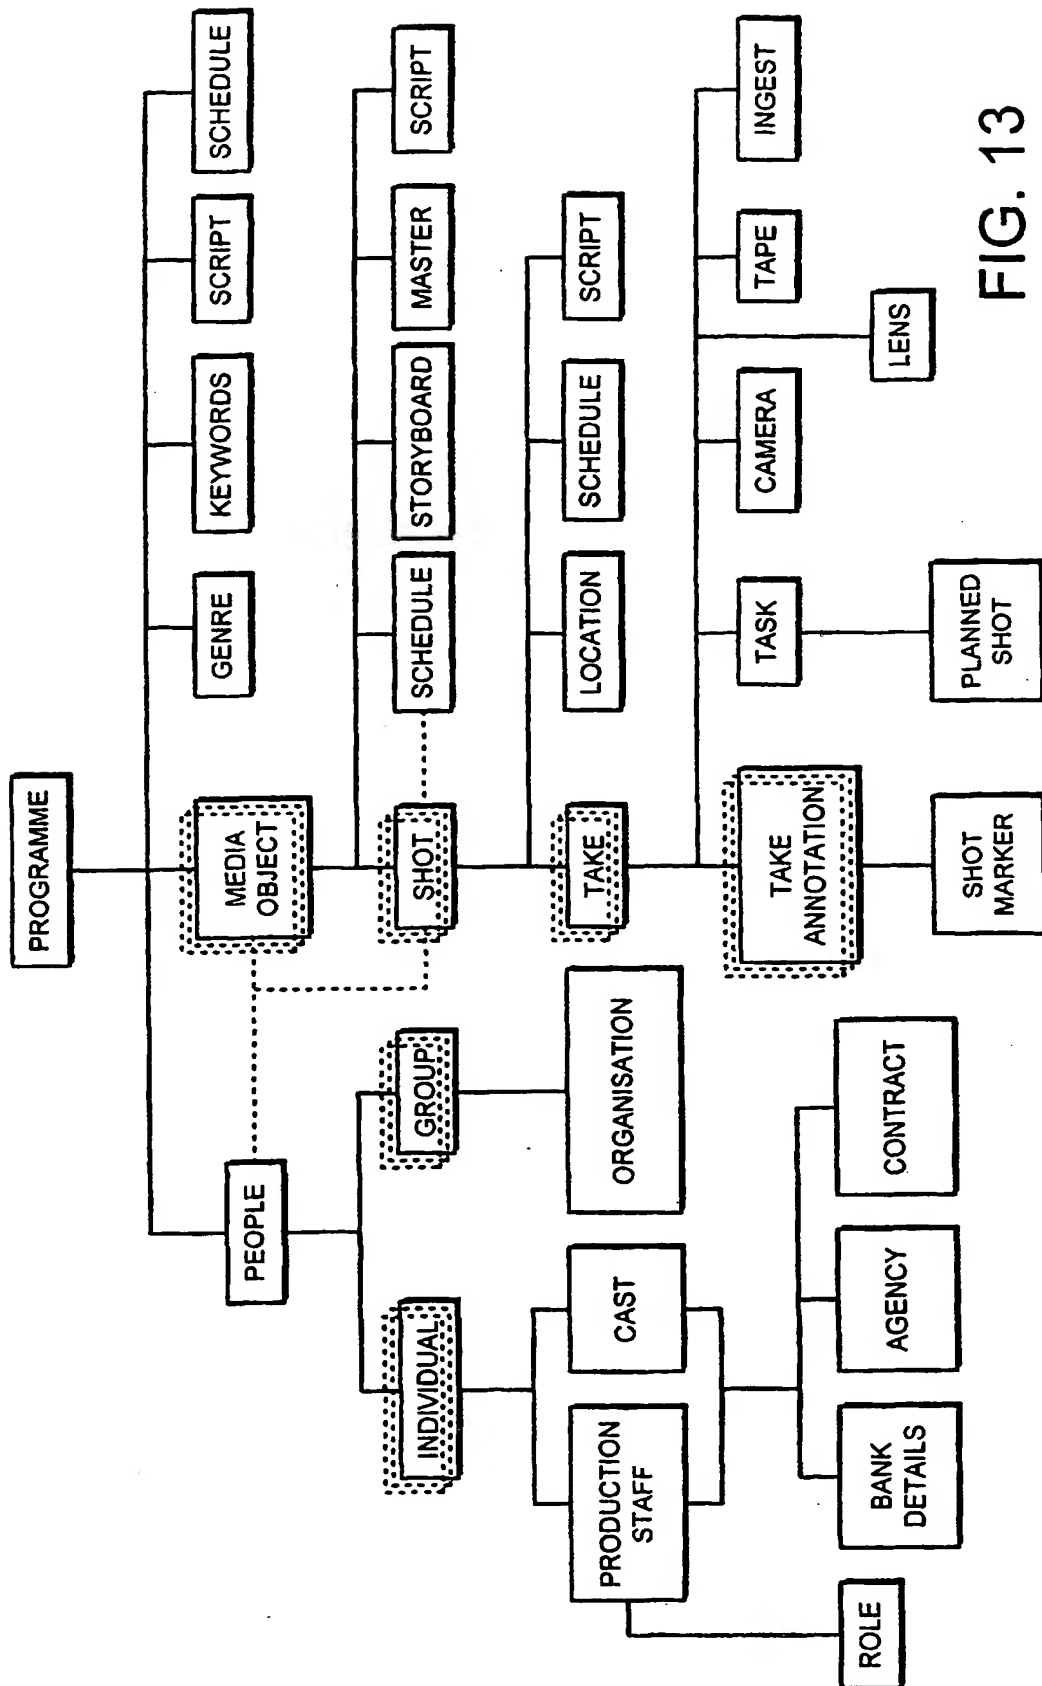 PROGRAMME
PEOPLE
MEDIA
OBJECT
GENRE
KEYWORDS
SCRIPT
SCHEDULE
INDIVIDUAL
GROUP
SHOT
SCHEDULE
STORYBOARD
MASTER
SCRIPT
PRODUCTION
STAFF
CAST
ORGANISATION
TAKE
LOCATION
SCHEDULE
SCRIPT
ROLE
BANK
DETAILS
AGENCY
CONTRACT
TAKE
ANNOTATION
TASK
CAMERA
TAPE
INGEST
LENS
SHOT
MARKER
PLANNED
SHOT
FIG. 13